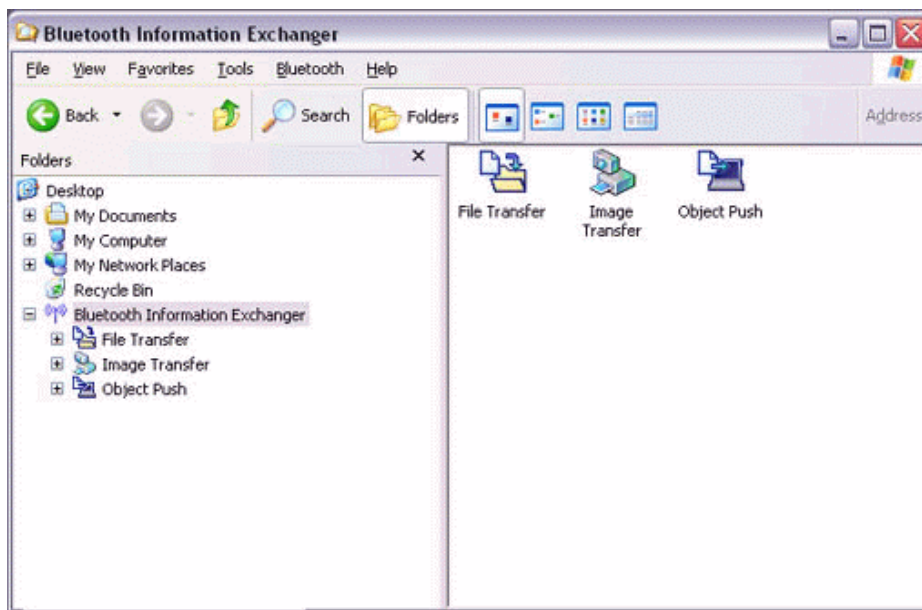 Bluetooth Information Exchanger
File View Favorites Tools Bluetooth Help
Back Search Folders Address
Folders
Desktop
My Documents
My Computer
My Network Places
Recycle Bin
Bluetooth Information Exchanger
File Transfer
Image Transfer
Object Push
File Transfer
Image
Transfer
Object Push